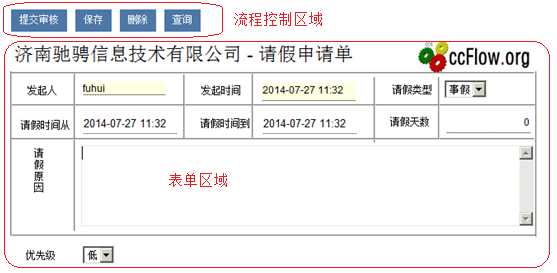 提交审核 保存 删除 查询 流程控制区域
济南驰骋信息技术有限公司 - 请假申请单 ccFlow.org
发起人 fuhui 发起时间 2014-07-27 11:32 请假类型 事假
请假时间从 2014-07-27 11:32 请假时间到 2014-07-27 11:32 请假天数 0
请假原因
表单区域
优先级 低